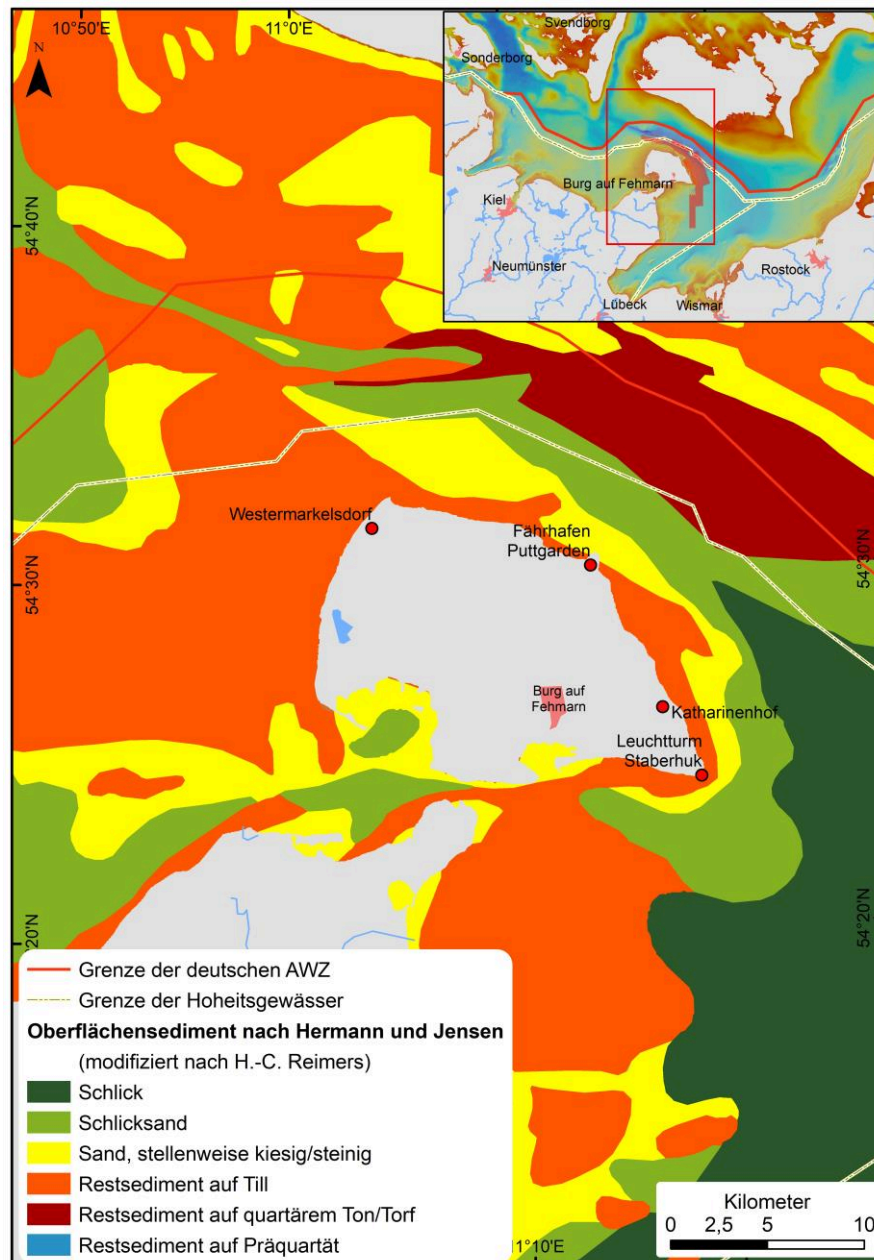 10°50'E
11°0'E
N
Svendborg
Sonderborg
Burg auf Fehmarn
Kiel
Neumünster
Rostock
Lübeck
Wismar
54°40'N
Westermarkelsdorf
Fährhafen
Puttgarden
54°30'N
54°30'N
Burg auf
Fehmarn
Katharinenhof
Leuchtturm
Staberhuk
54°20'N
20'N
Grenze der deutschen AWZ
Grenze der Hoheitsgewässer
Oberflächensediment nach Hermann und Jensen
(modifiziert nach H.-C. Reimers)
Schlick
Schlicksand
Sand, stellenweise kiesig/steinig
Restsediment auf Till
Restsediment auf quartärem Ton/Torf
Restsediment auf Präquartät
11°10'E
Kilometer
0 2,5 5 10